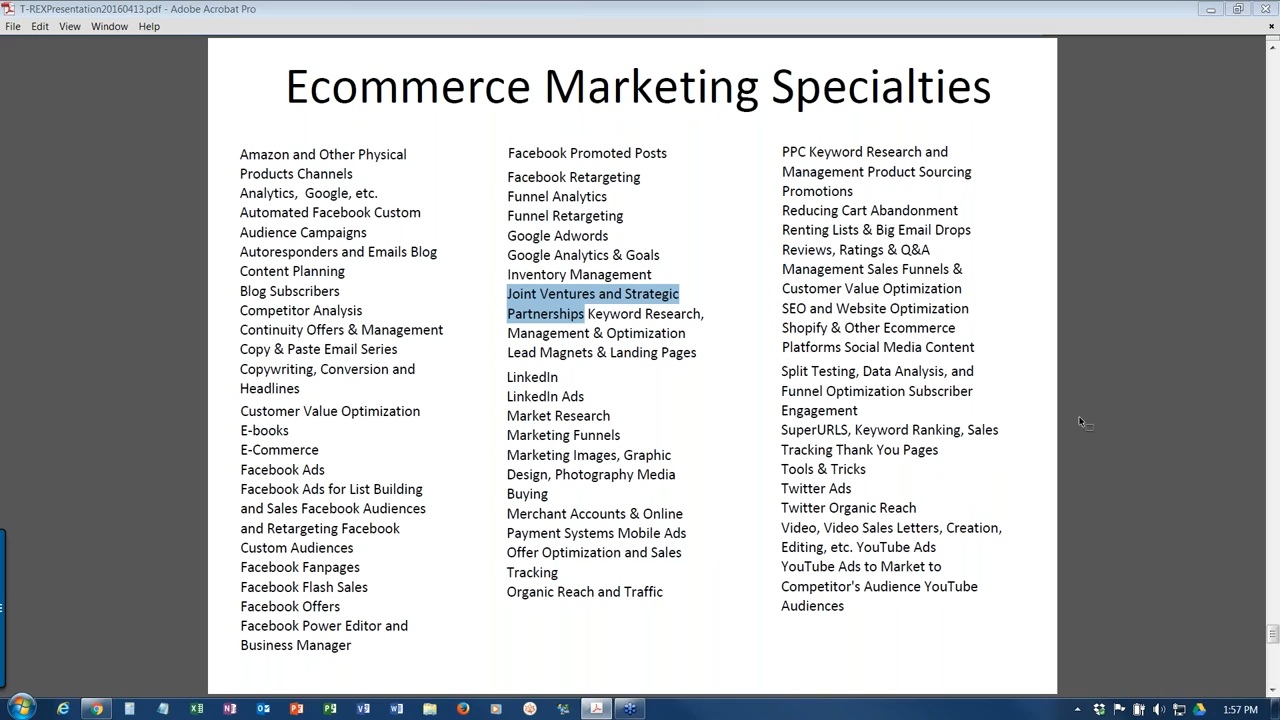 T-REXPresentation20160413.pdf - Adobe Acrobat Pro
File Edit View Window Help
Ecommerce Marketing Specialties
Amazon and Other Physical
Products Channels
Analytics, Google, etc.
Automated Facebook Custom
Audience Campaigns
Autoresponders and Emails Blog
Content Planning
Blog Subscribers
Competitor Analysis
Continuity Offers & Management
Copy & Paste Email Series
Copywriting, Conversion and
Headlines
Customer Value Optimization
E-books
E-Commerce
Facebook Ads
Facebook Ads for List Building
and Sales Facebook Audiences
and Retargeting Facebook
Custom Audiences
Facebook Fanpages
Facebook Flash Sales
Facebook Offers
Facebook Power Editor and
Business Manager
Facebook Promoted Posts
Facebook Retargeting
Funnel Analytics
Funnel Retargeting
Google Adwords
Google Analytics & Goals
Inventory Management
Joint Ventures and Strategic
Partnerships Keyword Research,
Management & Optimization
Lead Magnets & Landing Pages
LinkedIn
LinkedIn Ads
Market Research
Marketing Funnels
Marketing Images, Graphic
Design, Photography Media
Buying
Merchant Accounts & Online
Payment Systems Mobile Ads
Offer Optimization and Sales
Tracking
Organic Reach and Traffic
PPC Keyword Research and
Management Product Sourcing
Promotions
Reducing Cart Abandonment
Renting Lists & Big Email Drops
Reviews, Ratings & Q&A
Management Sales Funnels &
Customer Value Optimization
SEO and Website Optimization
Shopify & Other Ecommerce
Platforms Social Media Content
Split Testing, Data Analysis, and
Funnel Optimization Subscriber
Engagement
SuperURLS, Keyword Ranking, Sales
Tracking Thank You Pages
Tools & Tricks
Twitter Ads
Twitter Organic Reach
Video, Video Sales Letters, Creation,
Editing, etc. YouTube Ads
YouTube Ads to Market to
Competitor's Audience YouTube
Audiences
1:57 PM